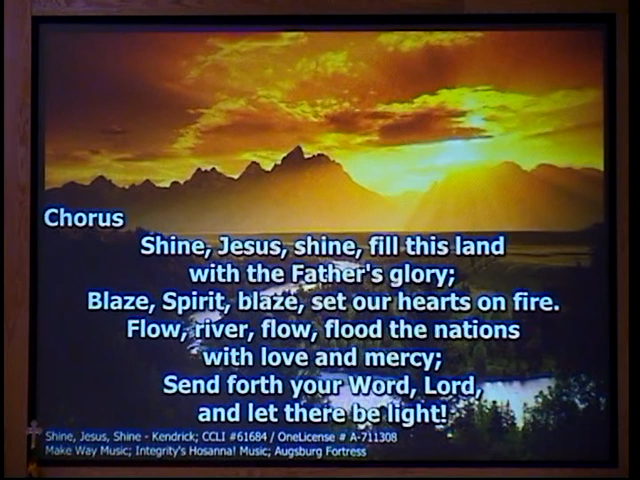 Chorus
Shine, Jesus, shine, fill this land
with the Father's glory;
Blaze, Spirit, blaze, set our hearts on fire.
Flow, river, flow, flood the nations
with love and mercy;
Send forth your Word, Lord,
and let there be light!
Shine, Jesus, Shine - Kendrick; CCLI #61684 / OneLicense # A-711308
Make Way Music; Integrity's Hosanna! Music; Augsburg Fortress